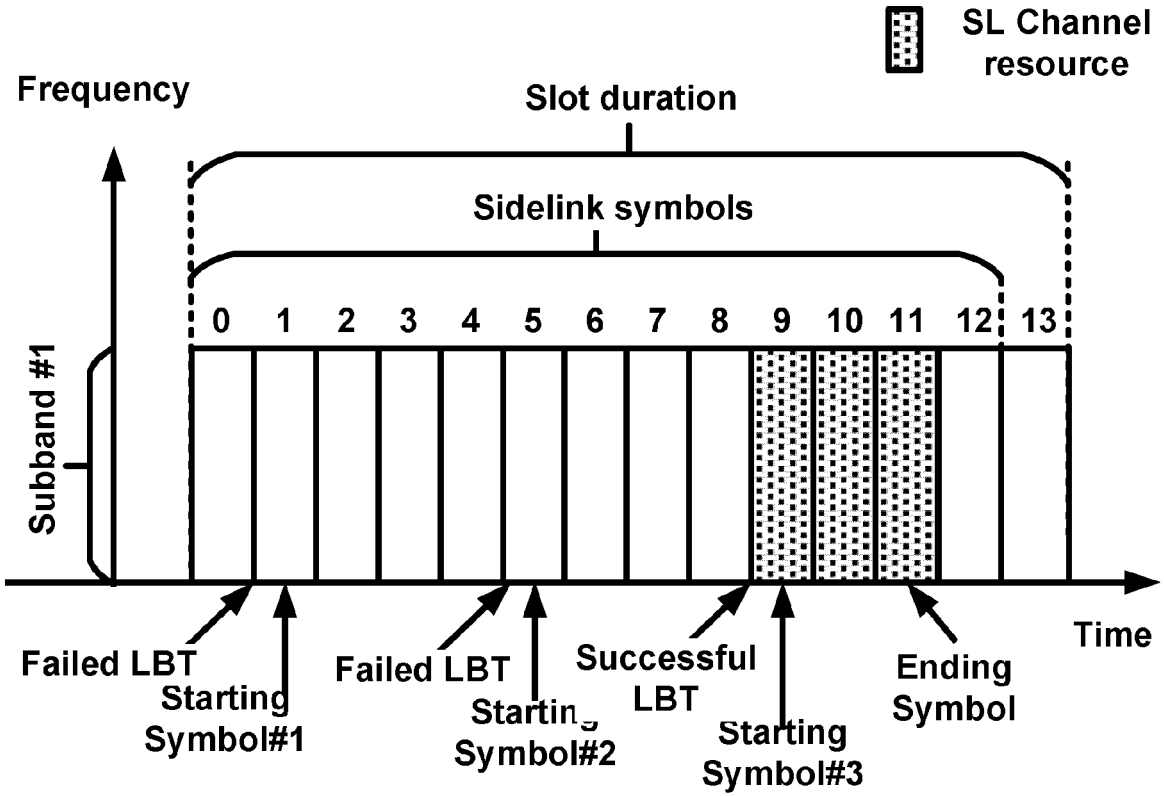 SL Channel
resource
Frequency
Slot duration
Sidelink symbols
0 1 2 3 4 5 6 7 8 9 10 11 12 13
Subband #1
Time
Failed LBT
Starting
Symbol#1
Failed LBT
Starting
Symbol#2
Successful
LBT
Starting
Symbol#3
Ending
Symbol